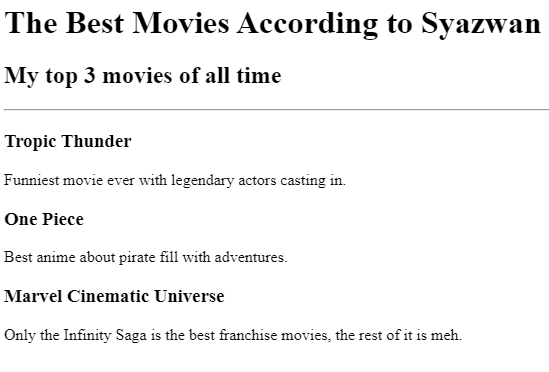 The Best Movies According to Syazwan
My top 3 movies of all time
Tropic Thunder
Funniest movie ever with legendary actors casting in.
One Piece
Best anime about pirate fill with adventures.
Marvel Cinematic Universe
Only the Infinity Saga is the best franchise movies, the rest of it is meh.